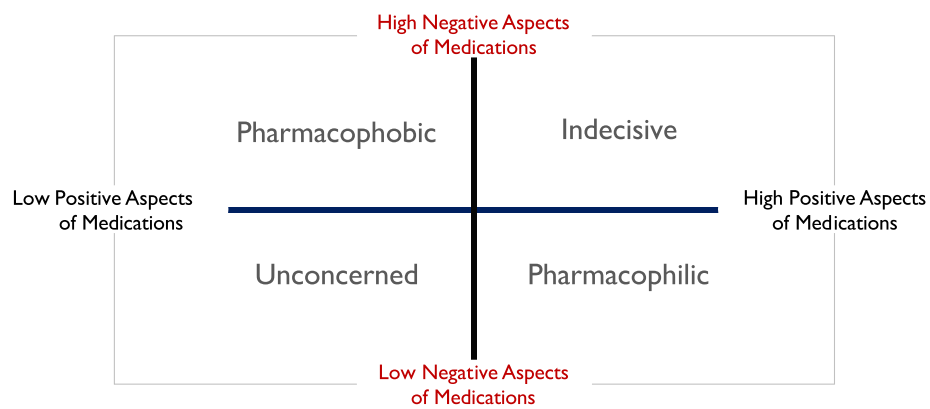 High Negative Aspects
of Medications
Pharmacophobic
Indecisive
Low Positive Aspects
of Medications
High Positive Aspects
of Medications
Unconcerned
Pharmacophilic
Low Negative Aspects
of Medications